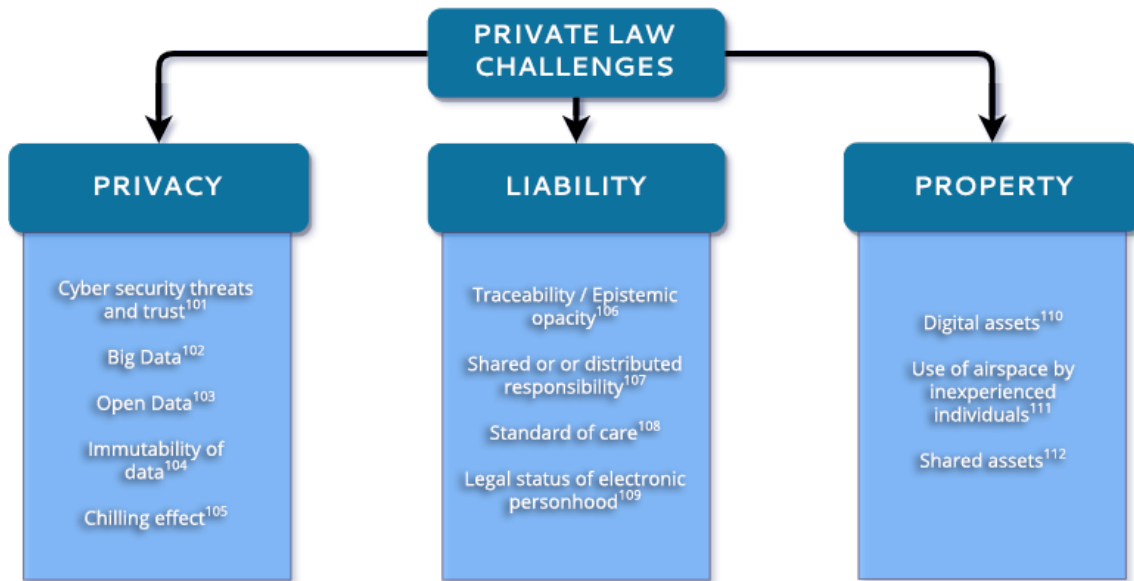 PRIVATE LAW
CHALLENGES
PRIVACY
Cyber security threats
and trust101
Big Data102
Open Data103
Immutability of
data104
Chilling effect105
LIABILITY
Traceability / Epistemic
opacity106
Shared or or distributed
responsibility107
Standard of care108
Legal status of electronic
personhood109
PROPERTY
Digital assets110
Use of airspace by
inexperienced
individuals111
Shared assets112